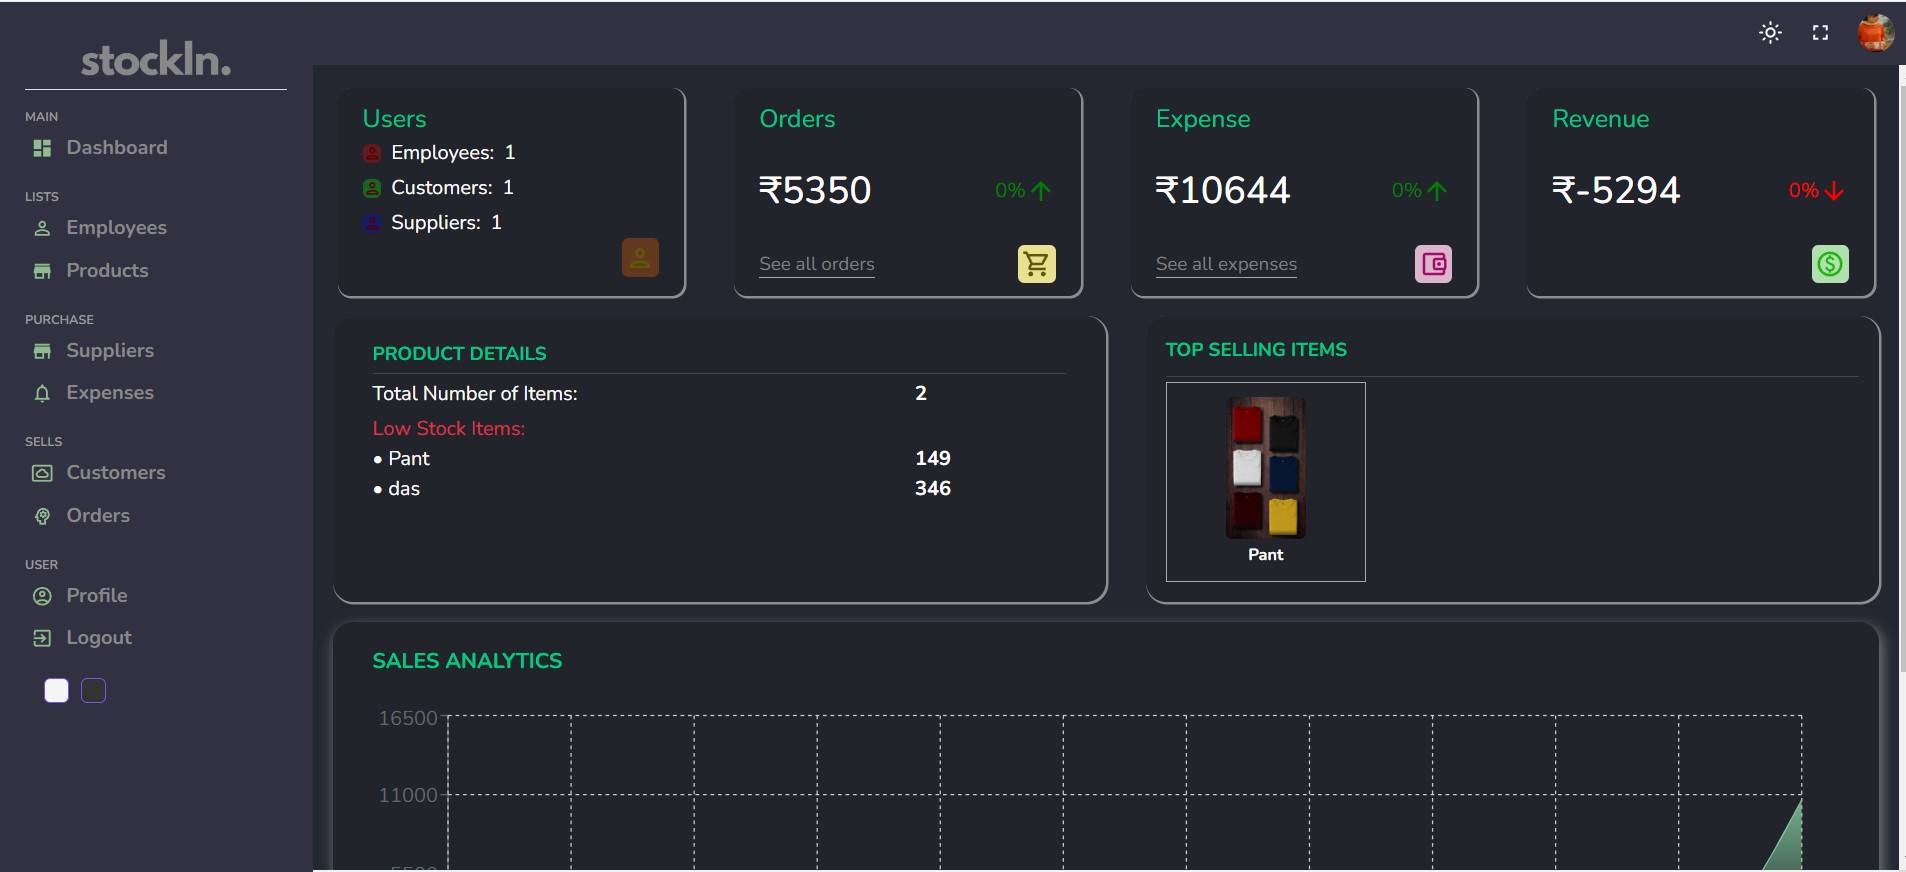 stockIn.
MAIN
Dashboard
LISTS
Employees
Products
PURCHASE
Suppliers
Expenses
SELLS
Customers
Orders
USER
Profile
Logout
Users
Employees: 1
Customers: 1
Suppliers: 1
Orders
₹5350
0%
See all orders
Expense
₹10644
0%
See all expenses
Revenue
₹-5294
0%
PRODUCT DETAILS
Total Number of Items: 2
Low Stock Items:
• Pant 149
• das 346
TOP SELLING ITEMS
Pant
SALES ANALYTICS
16500
11000
5500